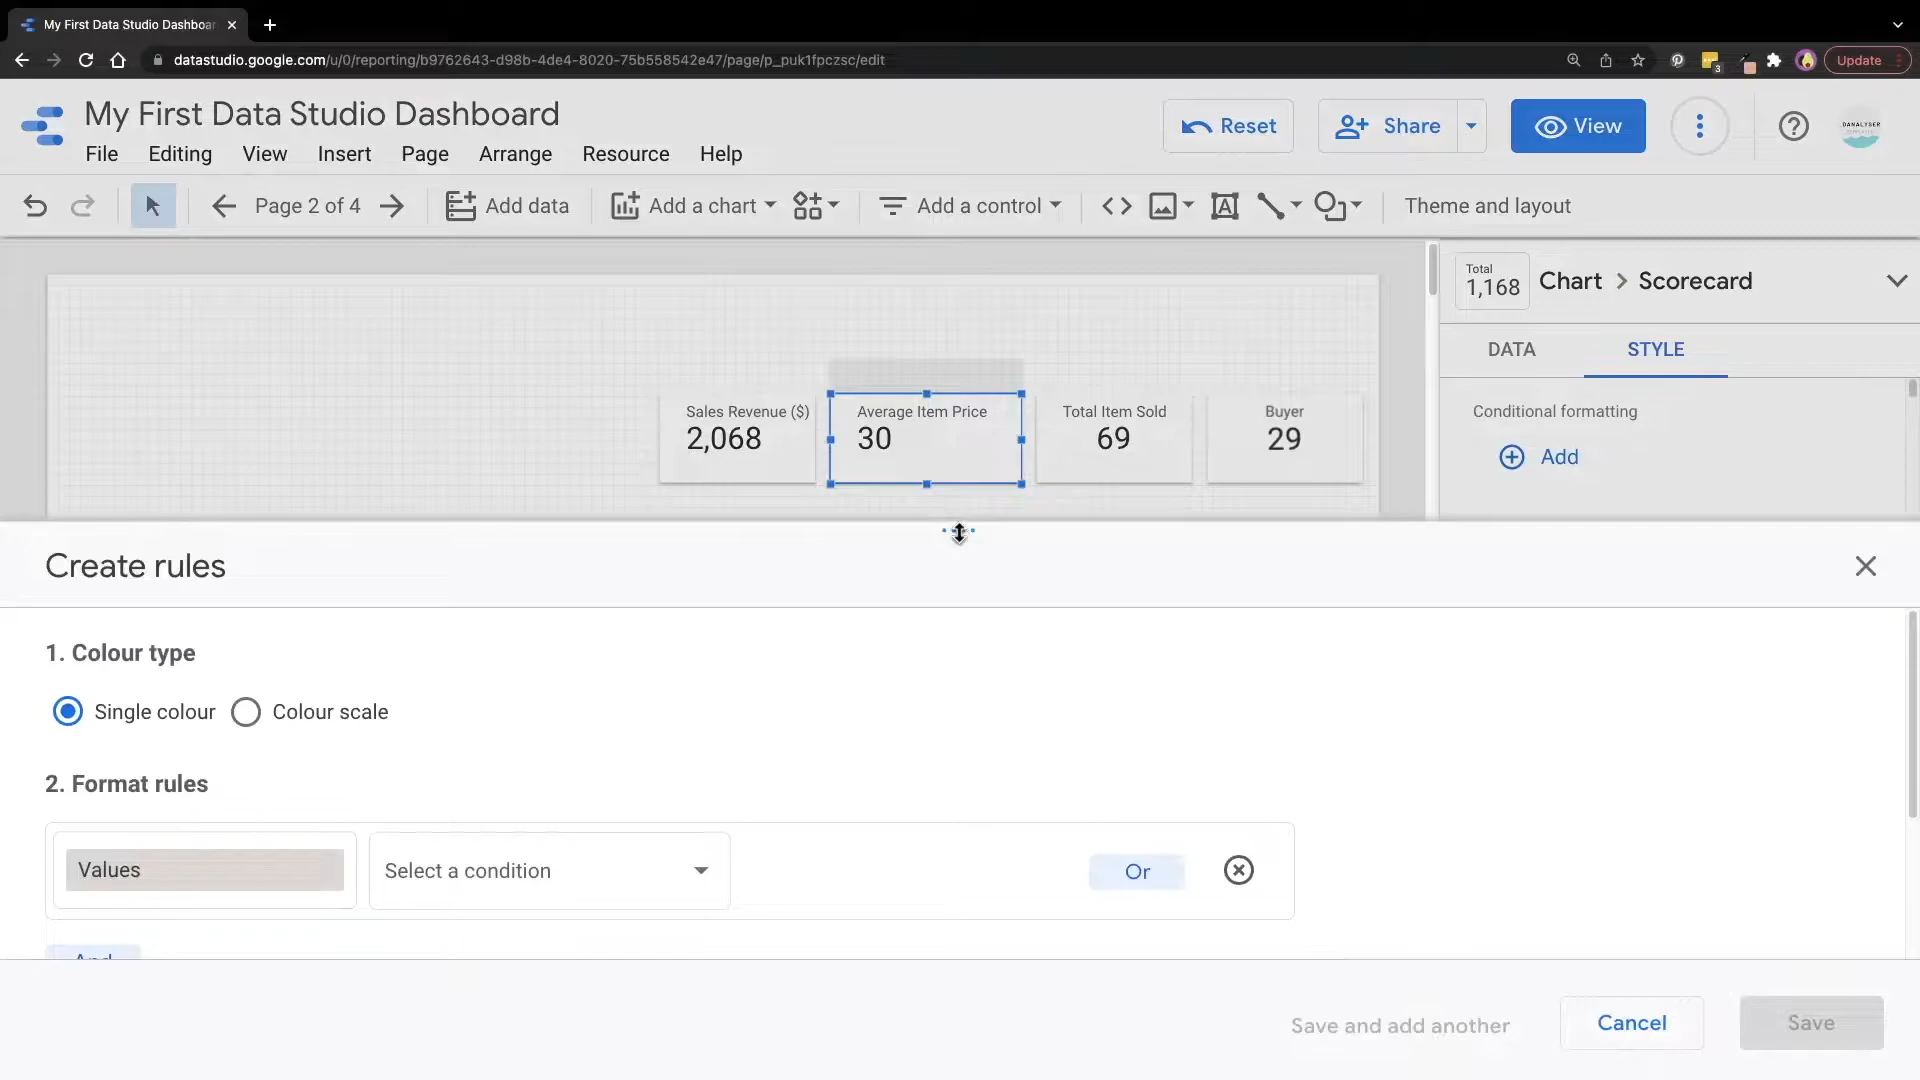 My First Data Studio Dashboar
datastudio.google.com/u/0/reporting/b9762643-d98b-4de4-8020-75b558542e47/page/p_puk1fpczsc/edit
3
Update
My First Data Studio Dashboard
File Editing View Insert Page Arrange Resource Help
Reset
Share
View
DANALYSER
Page 2 of 4
Add data
Add a chart
Add a control
Theme and layout
Total
1,168
Chart > Scorecard
DATA
STYLE
Conditional formatting
Add
Sales Revenue ($)
2,068
Average Item Price
30
Total Item Sold
69
Buyer
29
Create rules
1. Colour type
Single colour
Colour scale
2. Format rules
Values
Select a condition
Or
And
Save and add another
Cancel
Save